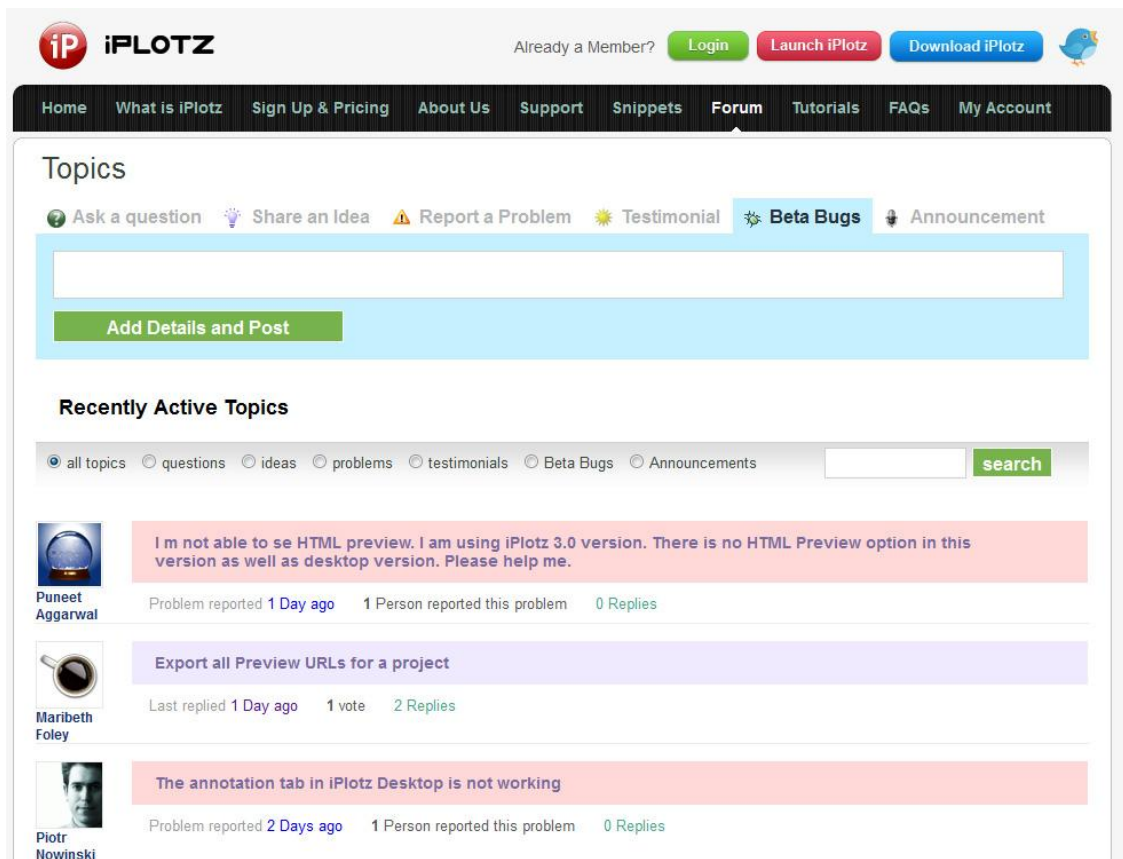 iP iPLOTZ
Already a Member? Login Launch iPlotz Download iPlotz
Home What is iPlotz Sign Up & Pricing About Us Support Snippets Forum Tutorials FAQs My Account
Topics
Ask a question Share an Idea Report a Problem Testimonial Beta Bugs Announcement
Add Details and Post
Recently Active Topics
all topics questions ideas problems testimonials Beta Bugs Announcements search
I m not able to se HTML preview. I am using iPlotz 3.0 version. There is no HTML Preview option in this
version as well as desktop version. Please help me.
Puneet
Aggarwal
Problem reported 1 Day ago 1 Person reported this problem 0 Replies
Export all Preview URLs for a project
Last replied 1 Day ago 1 vote 2 Replies
Maribeth
Foley
The annotation tab in iPlotz Desktop is not working
Problem reported 2 Days ago 1 Person reported this problem 0 Replies
Piotr
Nowinski